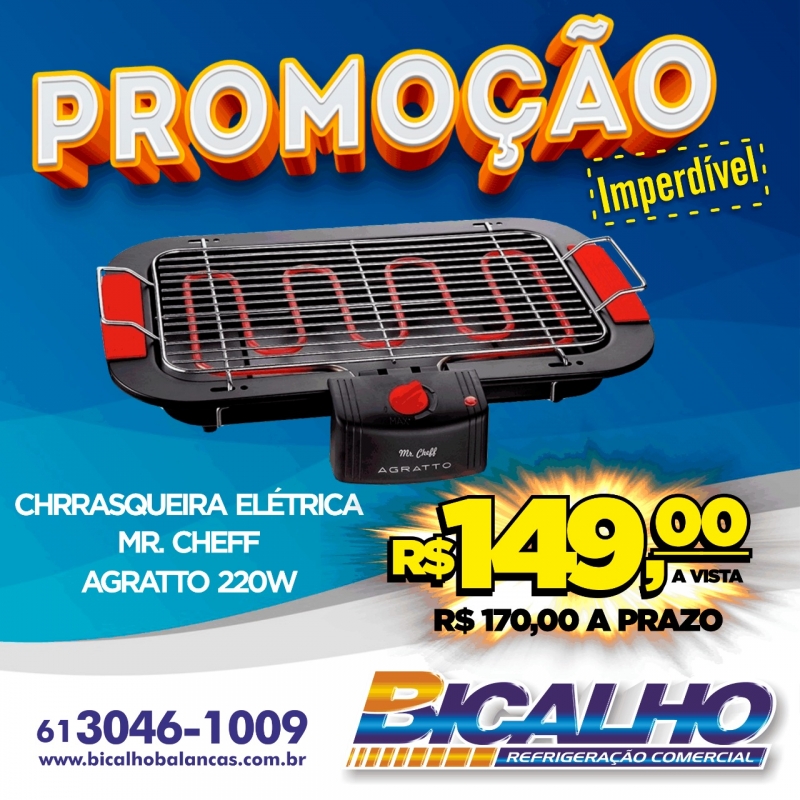 PROMOÇÃO
Imperdível
Mr. Cheff
AGRATTO
CHRRASQUEIRA ELÉTRICA
MR. CHEFF
AGRATTO 220W
R$149,00
A VISTA
R$ 170,00 A PRAZO
61 3046-1009
www.bicalhobalancas.com.br
BICALHO
REFRIGERAÇÃO COMERCIAL